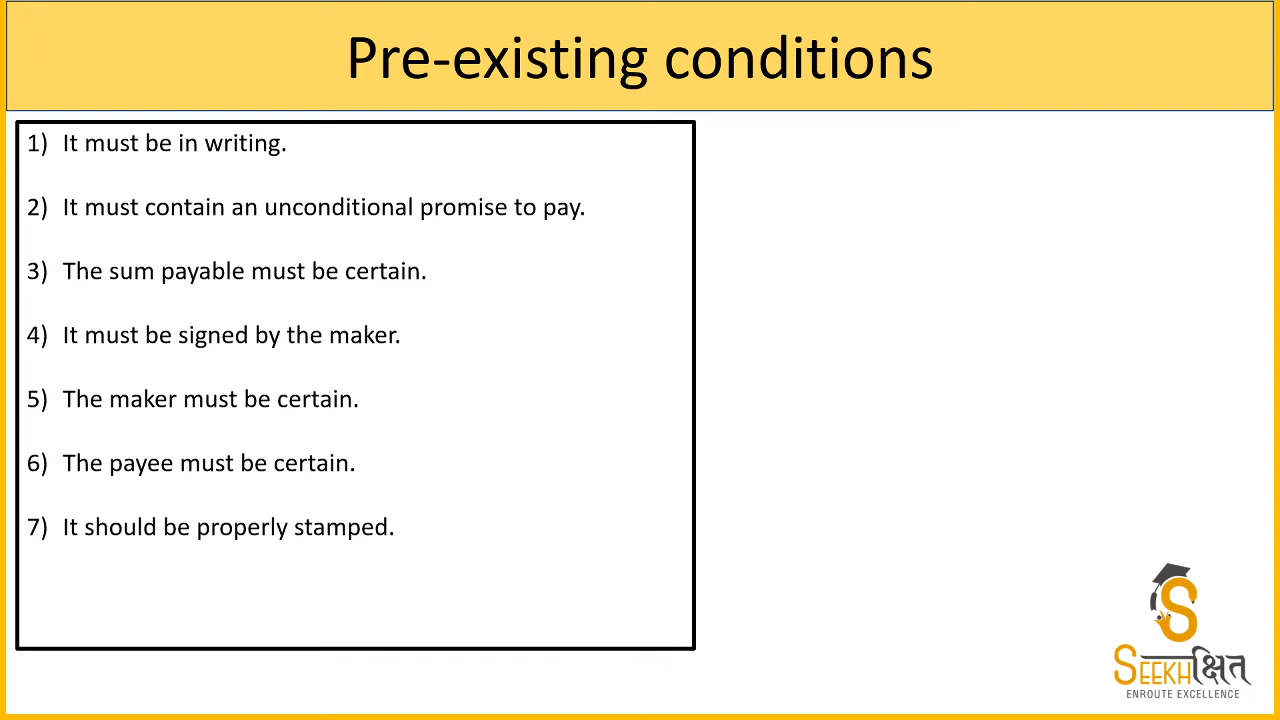 Pre-existing conditions
1) It must be in writing.
2) It must contain an unconditional promise to pay.
3) The sum payable must be certain.
4) It must be signed by the maker.
5) The maker must be certain.
6) The payee must be certain.
7) It should be properly stamped.
SEEKHक्षित
ENROUTE EXCELLENCE